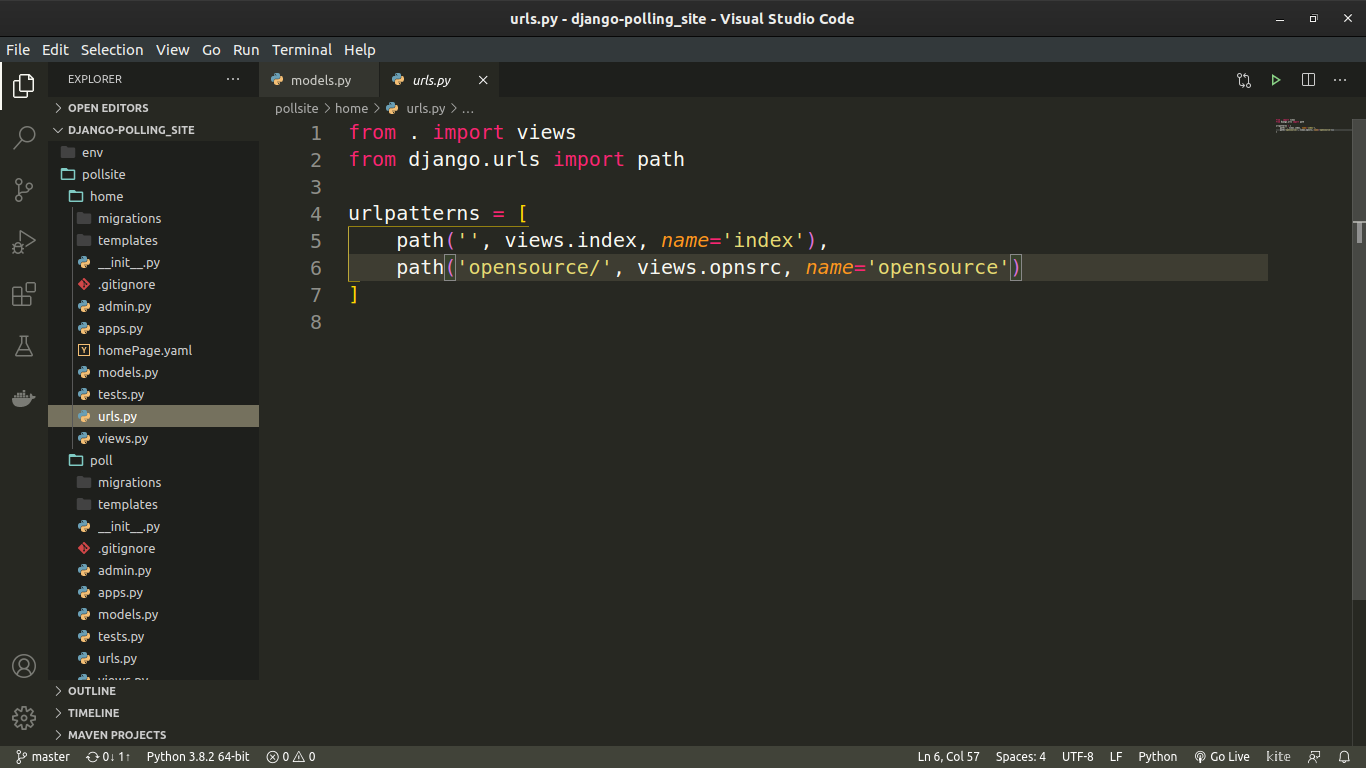 urls.py - django-polling_site - Visual Studio Code
File Edit Selection View Go Run Terminal Help
EXPLORER
OPEN EDITORS
DJANGO-POLLING_SITE
env
pollsite
home
migrations
templates
__init__.py
.gitignore
admin.py
apps.py
homePage.yaml
models.py
tests.py
urls.py
views.py
poll
migrations
templates
__init__.py
.gitignore
admin.py
apps.py
models.py
tests.py
urls.py
views.py
OUTLINE
TIMELINE
MAVEN PROJECTS
models.py urls.py
pollsite > home > urls.py > ...
1 from . import views
2 from django.urls import path
3
4 urlpatterns = [
5     path('', views.index, name='index'),
6     path('opensource/', views.opnsrc, name='opensource')
7 ]
8
master 0↓ 1↑ Python 3.8.2 64-bit 0 0 Ln 6, Col 57 Spaces: 4 UTF-8 LF Python Go Live kite